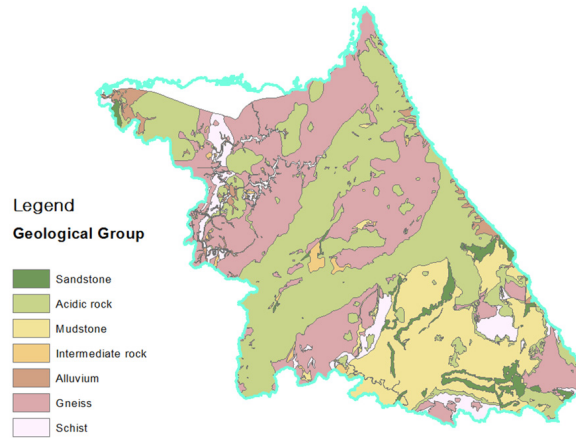 Legend
Geological Group
Sandstone
Acidic rock
Mudstone
Intermediate rock
Alluvium
Gneiss
Schist